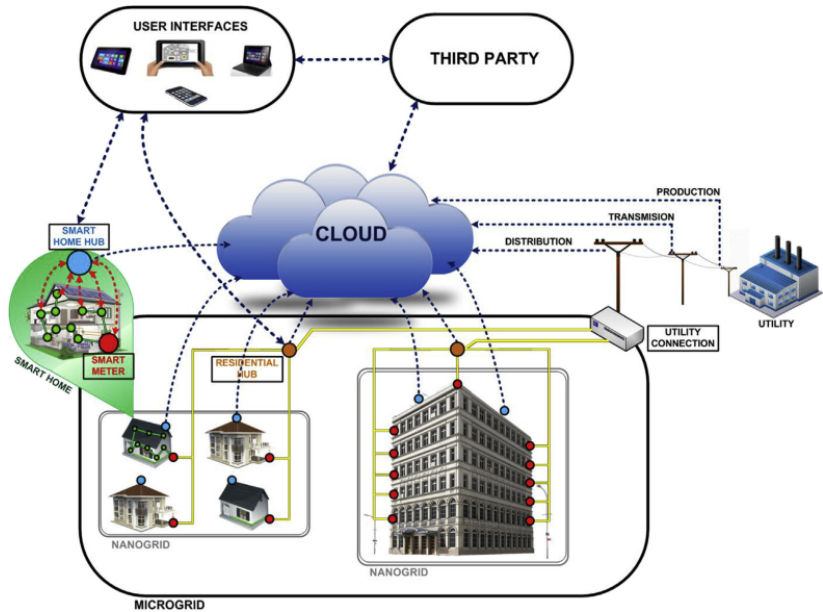 USER INTERFACES
THIRD PARTY
PRODUCTION
TRANSMISION
DISTRIBUTION
CLOUD
SMART
HOME HUB
UTILITY
UTILITY
CONNECTION
SMART
METER
SMART HOME
RESIDENTIAL
HUB
NANOGRID
NANOGRID
MICROGRID